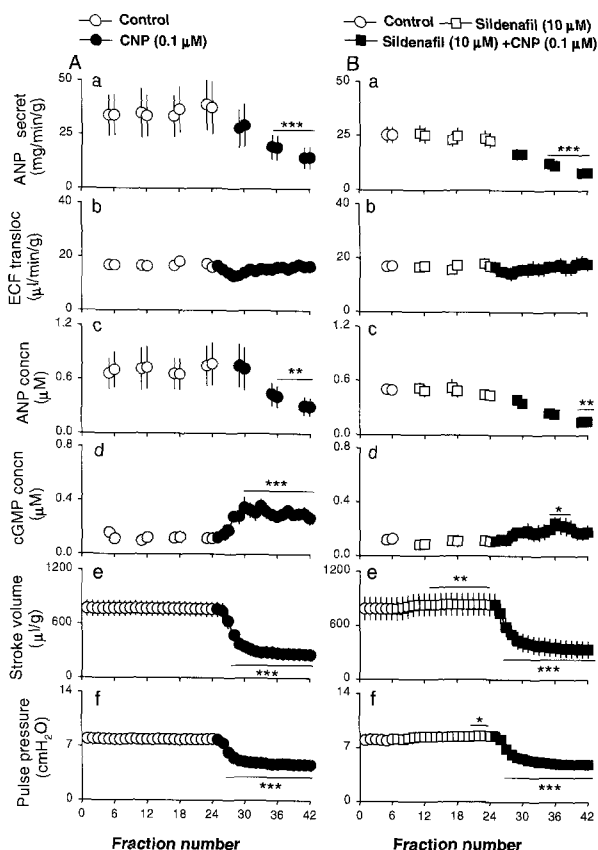 Control
CNP (0.1 µM)
Control Sildenafil (10 µM)
Sildenafil (10 µM) +CNP (0.1 µM)
A
a
ANP secret
(mg/min/g)
50
25
0
***
b
ECF transloc
(µl/min/g)
40
20
0
c
ANP concn
(µM)
1.2
0.6
0.0
**
d
cGMP concn
(µM)
0.8
0.4
0.0
***
e
Stroke volume
(µl/g)
1200
600
0
***
f
Pulse pressure
(cmH2O)
14
7
0
***
0 6 12 18 24 30 36 42
Fraction number
B
a
50
25
0
***
b
40
20
0
c
1.2
0.6
0.0
**
d
0.8
0.4
0.0
*
e
1200
600
0
**
***
f
14
7
0
*
***
0 6 12 18 24 30 36 42
Fraction number